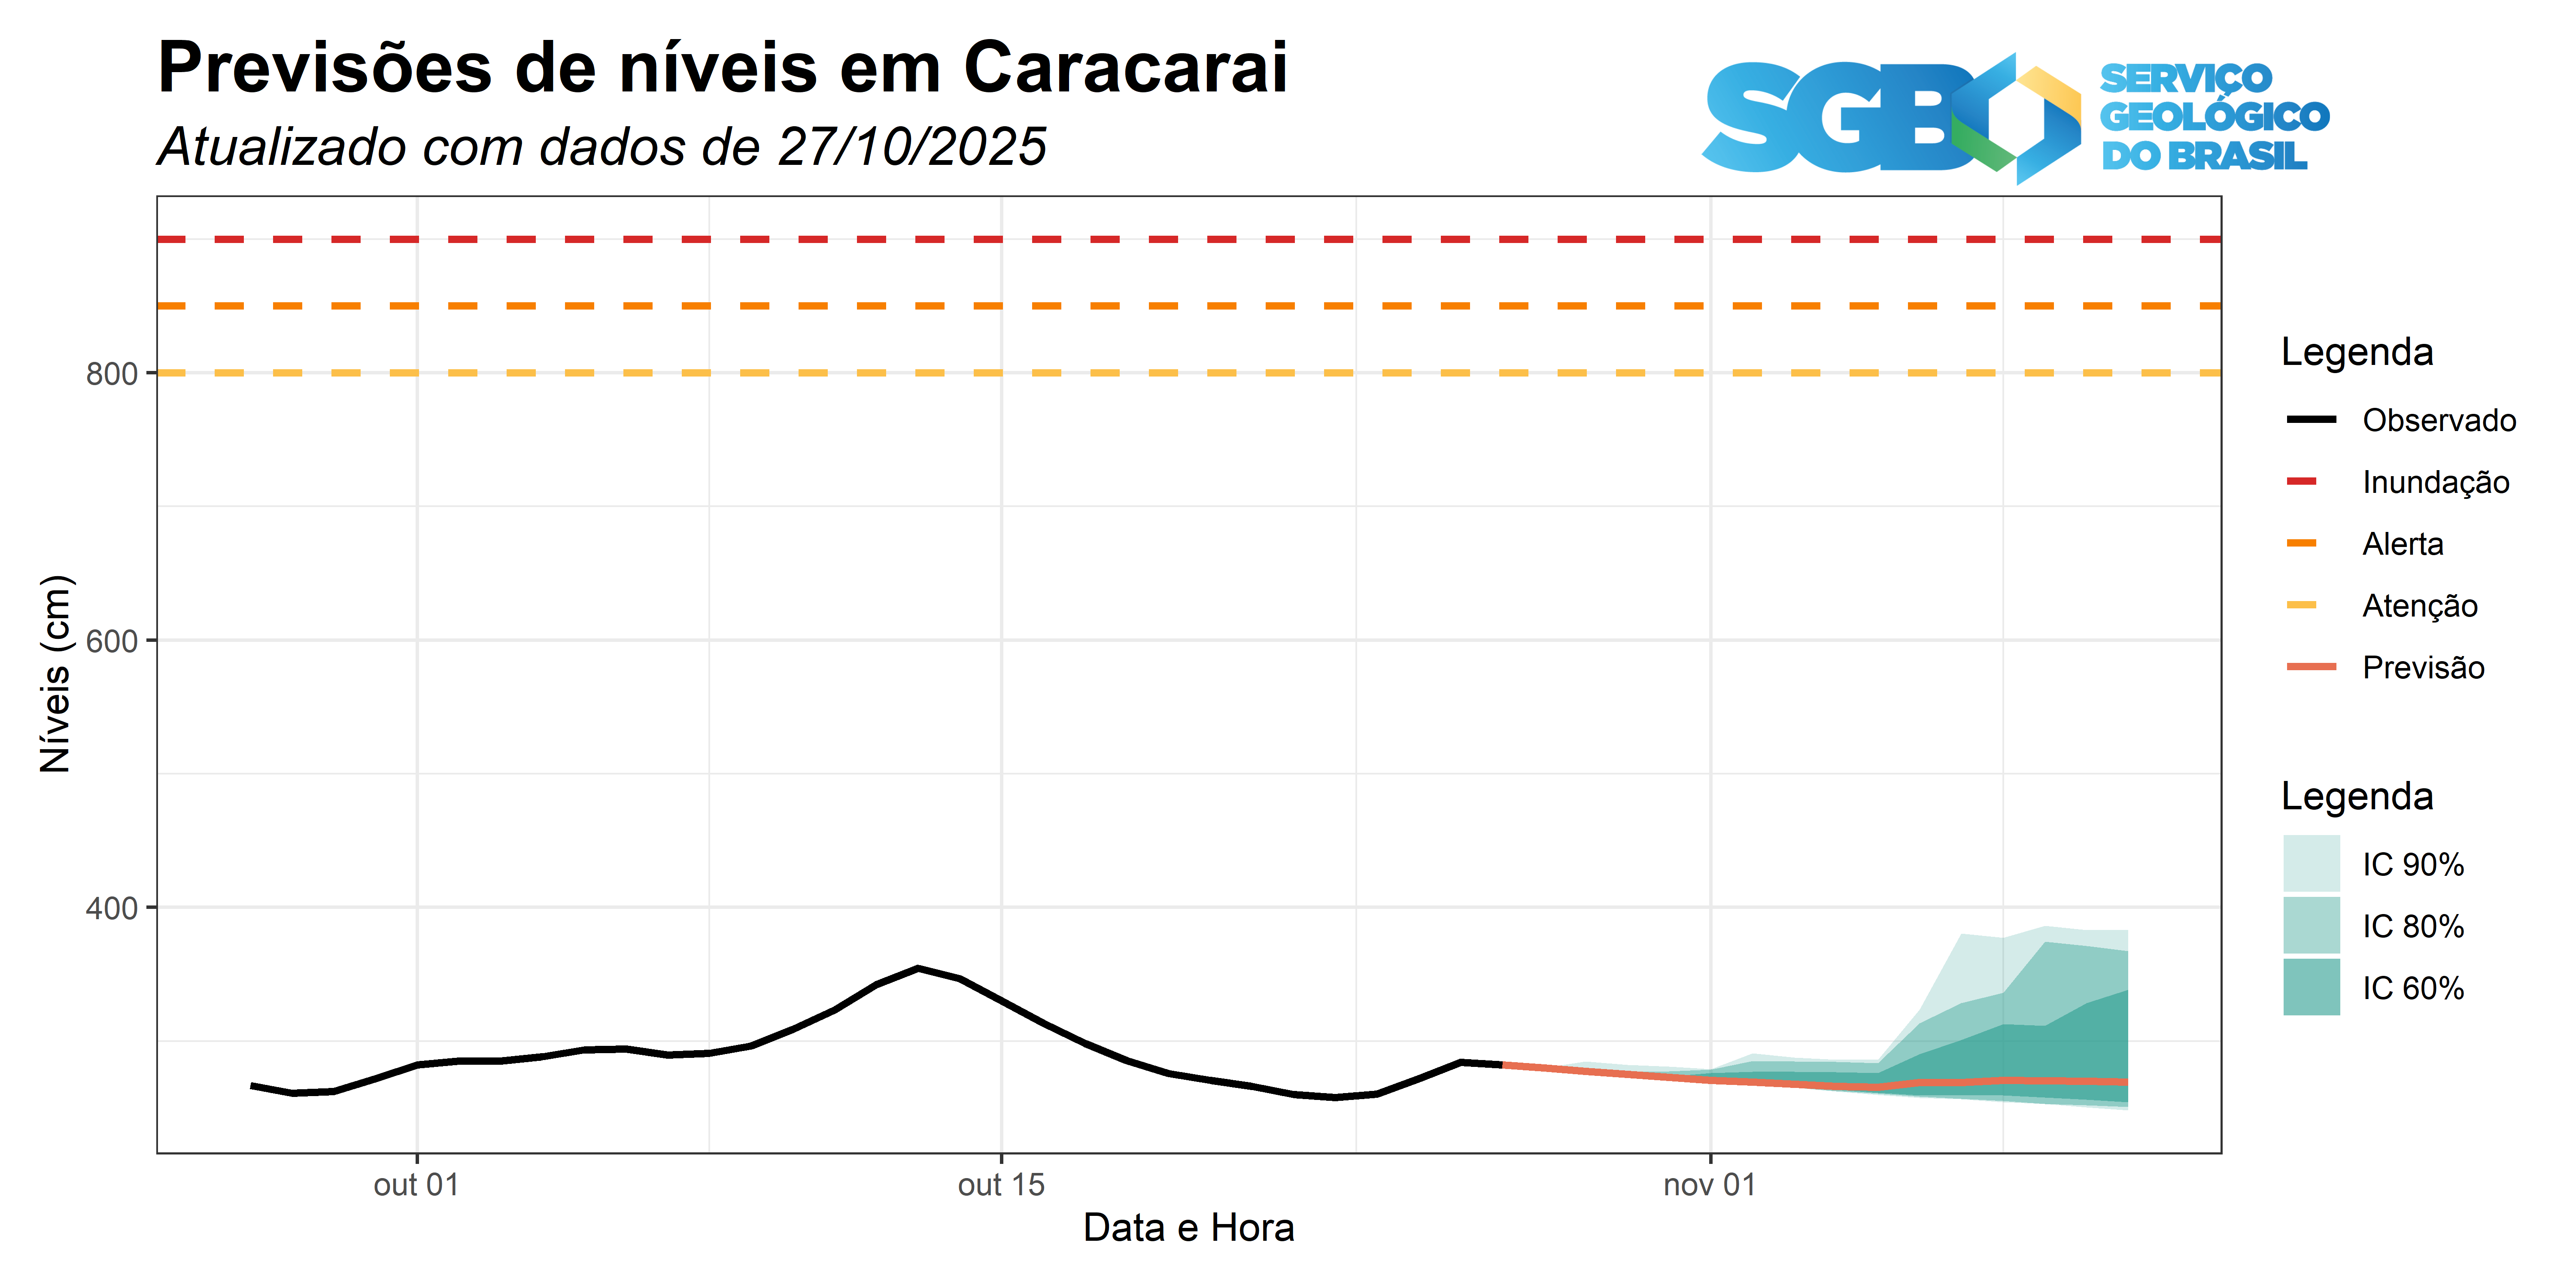 Previsões de níveis em Caracarai
Atualizado com dados de 27/10/2025
SGB
SERVIÇO
GEOLÓGICO
DO BRASIL
Níveis (cm)
800
600
400
out 01
out 15
nov 01
Data e Hora
Legenda
Observado
Inundação
Alerta
Atenção
Previsão
Legenda
IC 90%
IC 80%
IC 60%